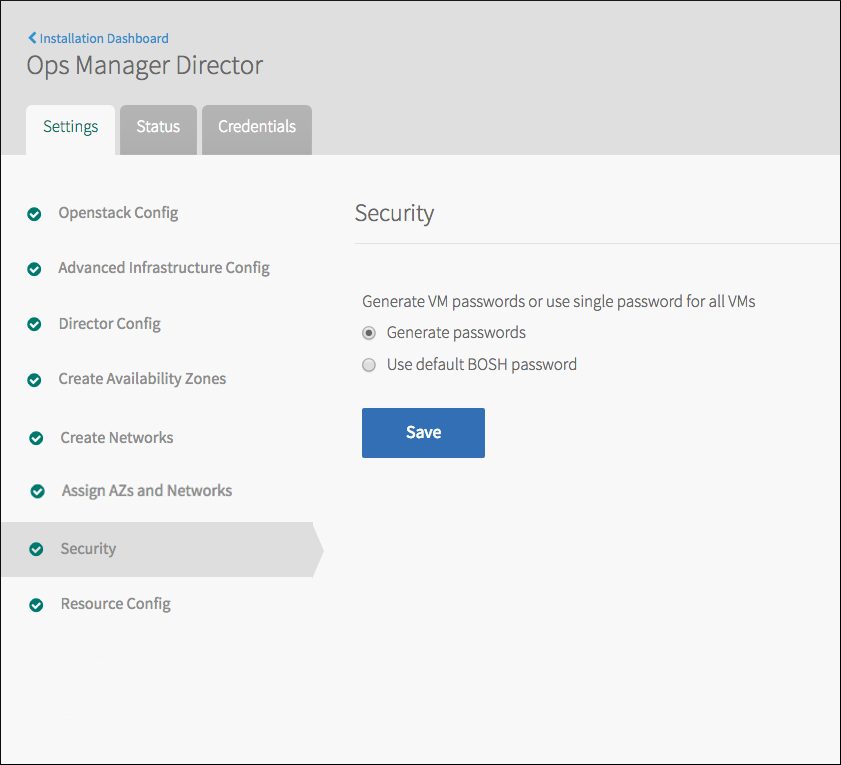 Installation Dashboard
Ops Manager Director
Settings
Status
Credentials
Openstack Config
Advanced Infrastructure Config
Director Config
Create Availability Zones
Create Networks
Assign AZs and Networks
Security
Resource Config
Security
Generate VM passwords or use single password for all VMs
Generate passwords
Use default BOSH password
Save